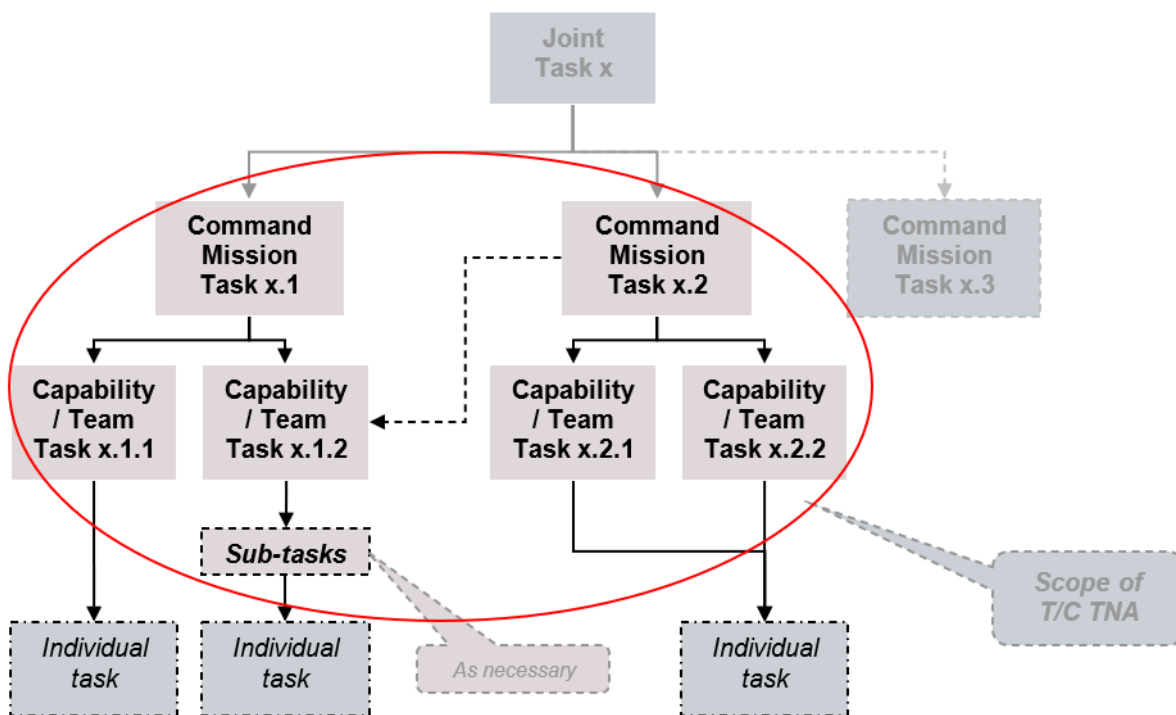 Joint
Task x
Command
Mission
Task x.1
Command
Mission
Task x.2
Command
Mission
Task x.3
Capability
/ Team
Task x.1.1
Capability
/ Team
Task x.1.2
Capability
/ Team
Task x.2.1
Capability
/ Team
Task x.2.2
Sub-tasks
Scope of
T/C TNA
Individual
task
Individual
task
As necessary
Individual
task